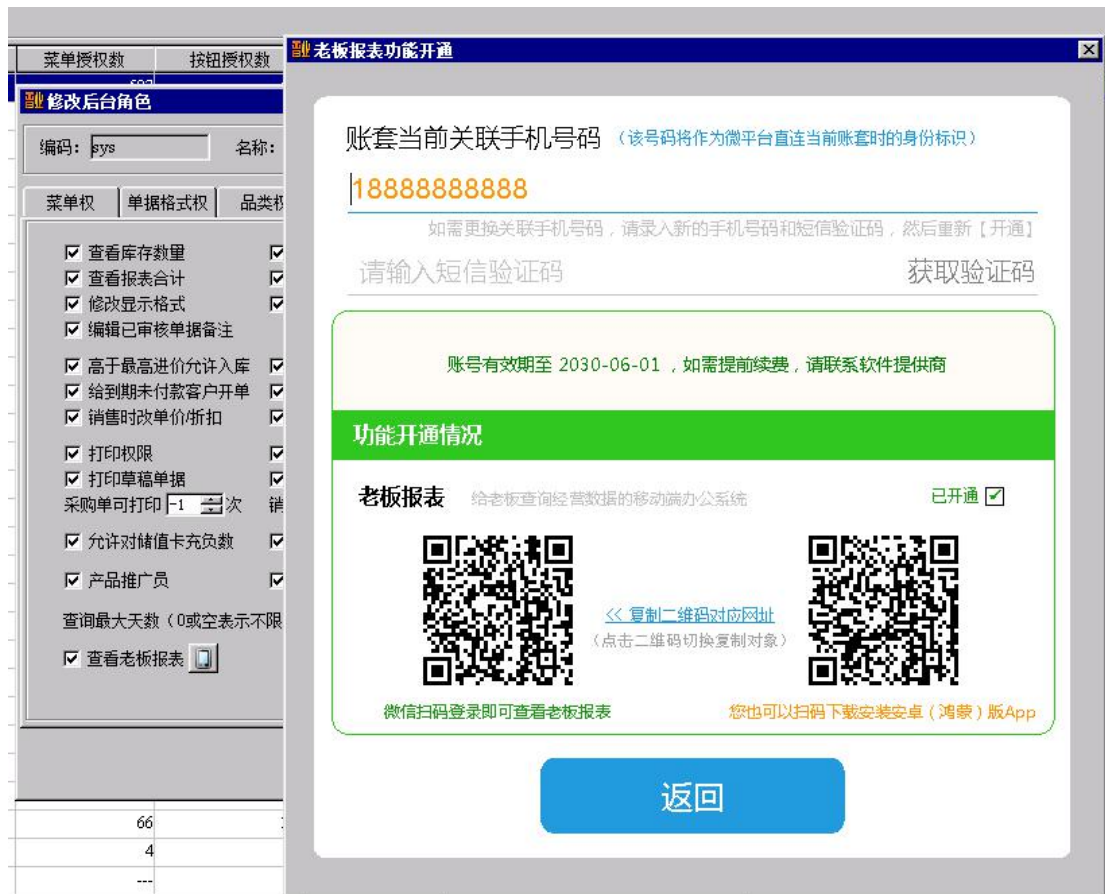 菜单授权数 按钮授权数
修改后台角色
编码: sys 名称:
菜单权 单据格式权 品类权
查看库存数量
查看报表合计
修改显示格式
编辑已审核单据备注
高于最高进价允许入库
给到期未付款客户开单
销售时改单价/折扣
打印权限
打印草稿单据
采购单可打印 -1 次 销
允许对储值卡充负数
产品推广员
查询最大天数（0或空表示不限
查看老板报表
66
4
---
老板报表功能开通
账套当前关联手机号码 （该号码将作为微平台直连当前账套时的身份标识）
18888888888
如需更换关联手机号码，请录入新的手机号码和短信验证码，然后重新【开通】
请输入短信验证码 获取验证码
账号有效期至 2030-06-01 ，如需提前续费，请联系软件提供商
功能开通情况
老板报表 给老板查询经营数据的移动端办公系统 已开通
<< 复制二维码对应网址
（点击二维码切换复制对象）
微信扫码登录即可查看老板报表 您也可以扫码下载安装安卓（鸿蒙）版App
返回